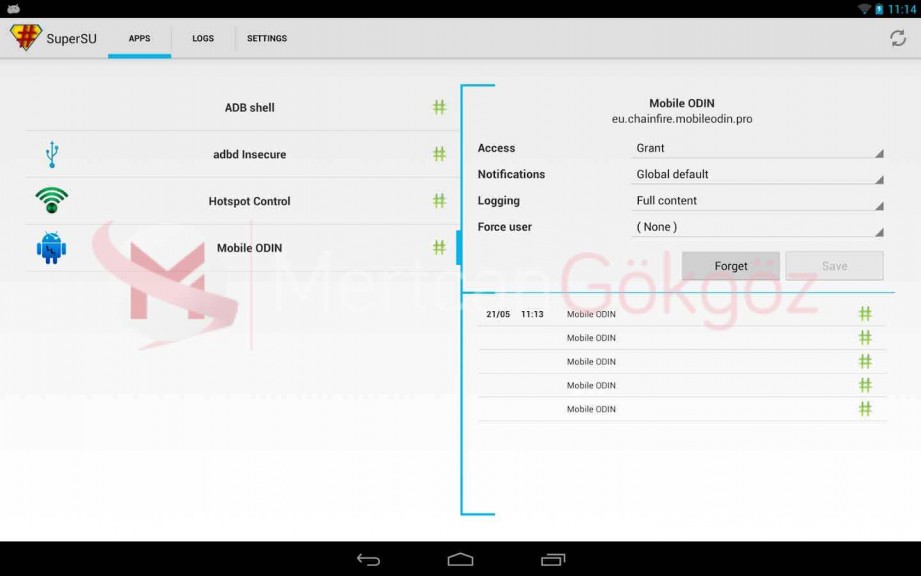 11:14
SuperSU
APPS
LOGS
SETTINGS
ADB shell
adbd Insecure
Hotspot Control
Mobile ODIN
Mobile ODIN
eu.chainfire.mobileodin.pro
Access Grant
Notifications Global default
Logging Full content
Force user ( None )
Forget Save
MertcanGökgöz
21/05 11:13 Mobile ODIN
Mobile ODIN
Mobile ODIN
Mobile ODIN
Mobile ODIN